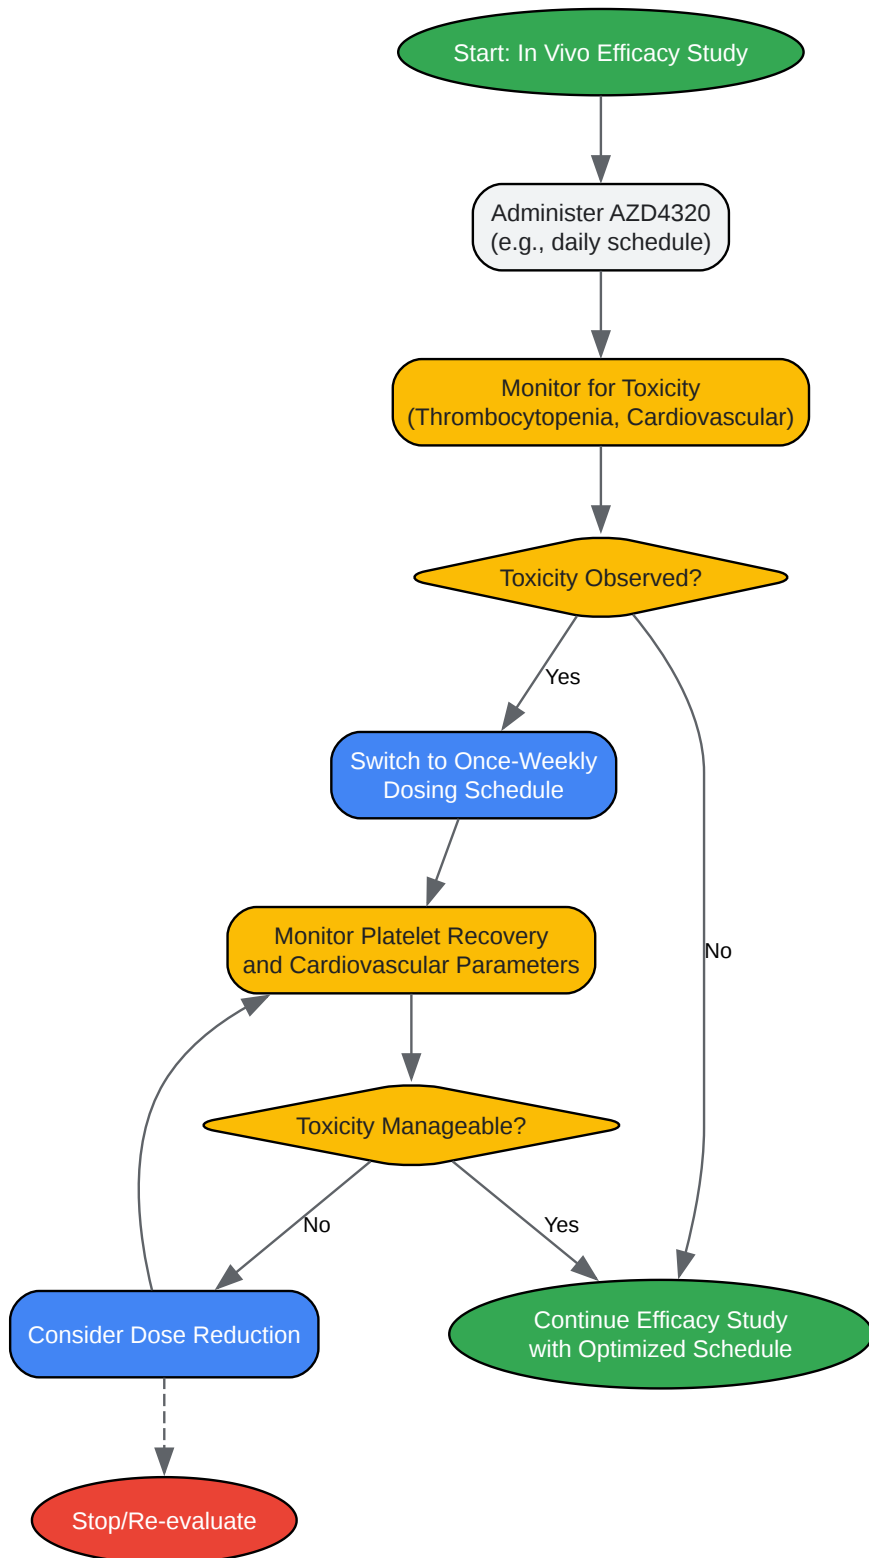 Start: In Vivo Efficacy Study
Administer AZD4320
(e.g., daily schedule)
Monitor for Toxicity
(Thrombocytopenia, Cardiovascular)
Toxicity Observed?
Yes
Switch to Once-Weekly
Dosing Schedule
Monitor Platelet Recovery
and Cardiovascular Parameters
No
Toxicity Manageable?
No
Yes
Consider Dose Reduction
Continue Efficacy Study
with Optimized Schedule
Stop/Re-evaluate